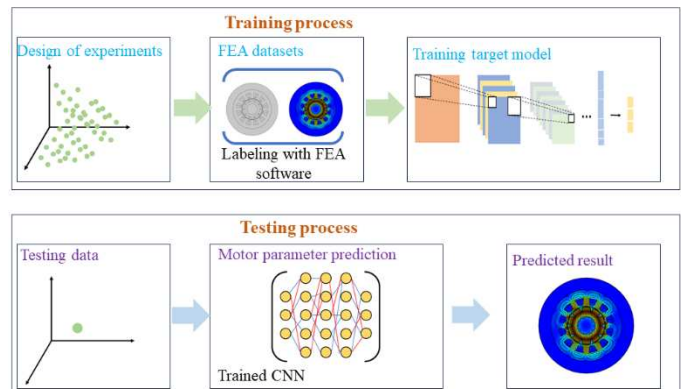 Training process
Design of experiments
FEA datasets
Training target model
Labeling with FEA
software
...
Testing process
Testing data
Motor parameter prediction
Predicted result
Trained CNN